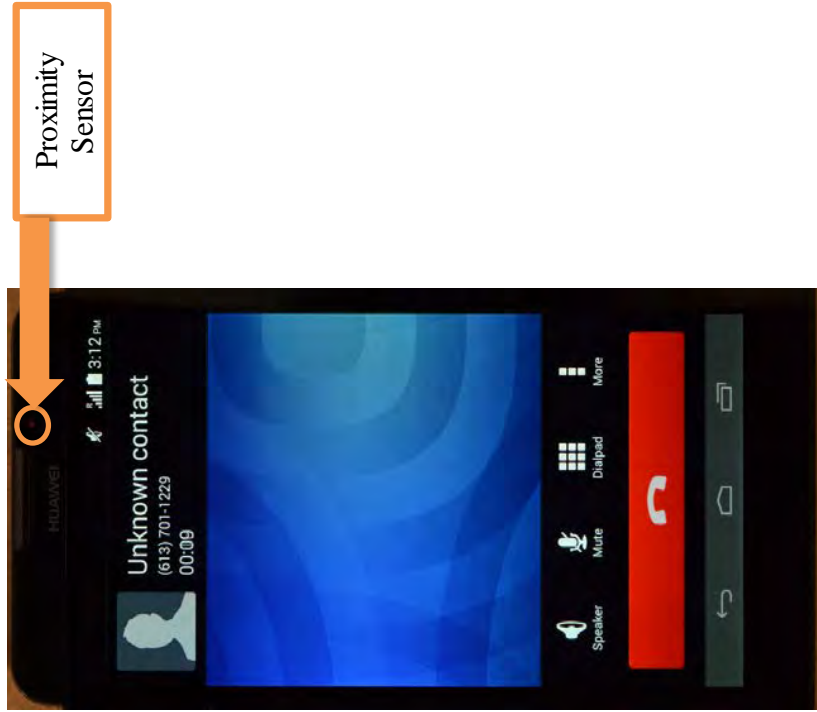 Proximity
Sensor
HUAWEI
3:12 PM
Unknown contact
(613) 701-1229
00:09
Speaker
Mute
Dialpad
More